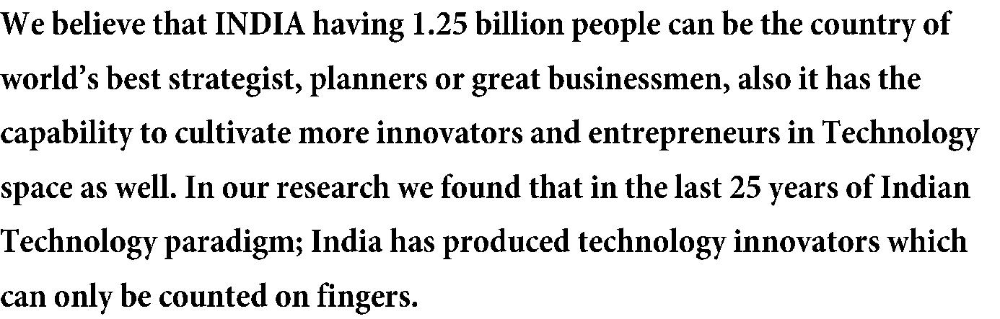 We believe that INDIA having 1.25 billion people can be the country of
world’s best strategist, planners or great businessmen, also it has the
capability to cultivate more innovators and entrepreneurs in Technology
space as well. In our research we found that in the last 25 years of Indian
Technology paradigm; India has produced technology innovators which
can only be counted on fingers.